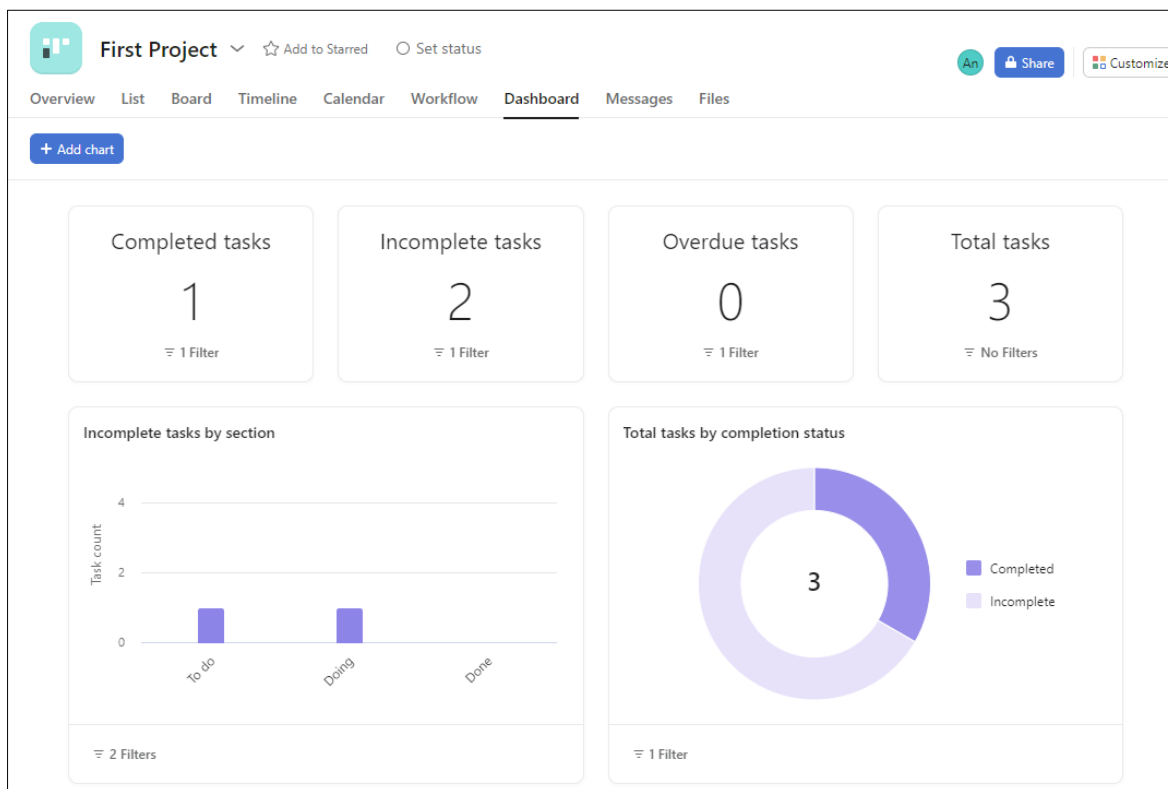 First Project Add to Starred Set status
An Share Customize
Overview List Board Timeline Calendar Workflow Dashboard Messages Files
+ Add chart
Completed tasks
1
1 Filter
Incomplete tasks
2
1 Filter
Overdue tasks
0
1 Filter
Total tasks
3
No Filters
Incomplete tasks by section
Task count
4
2
0
To do
Doing
Done
2 Filters
Total tasks by completion status
3
Completed
Incomplete
1 Filter